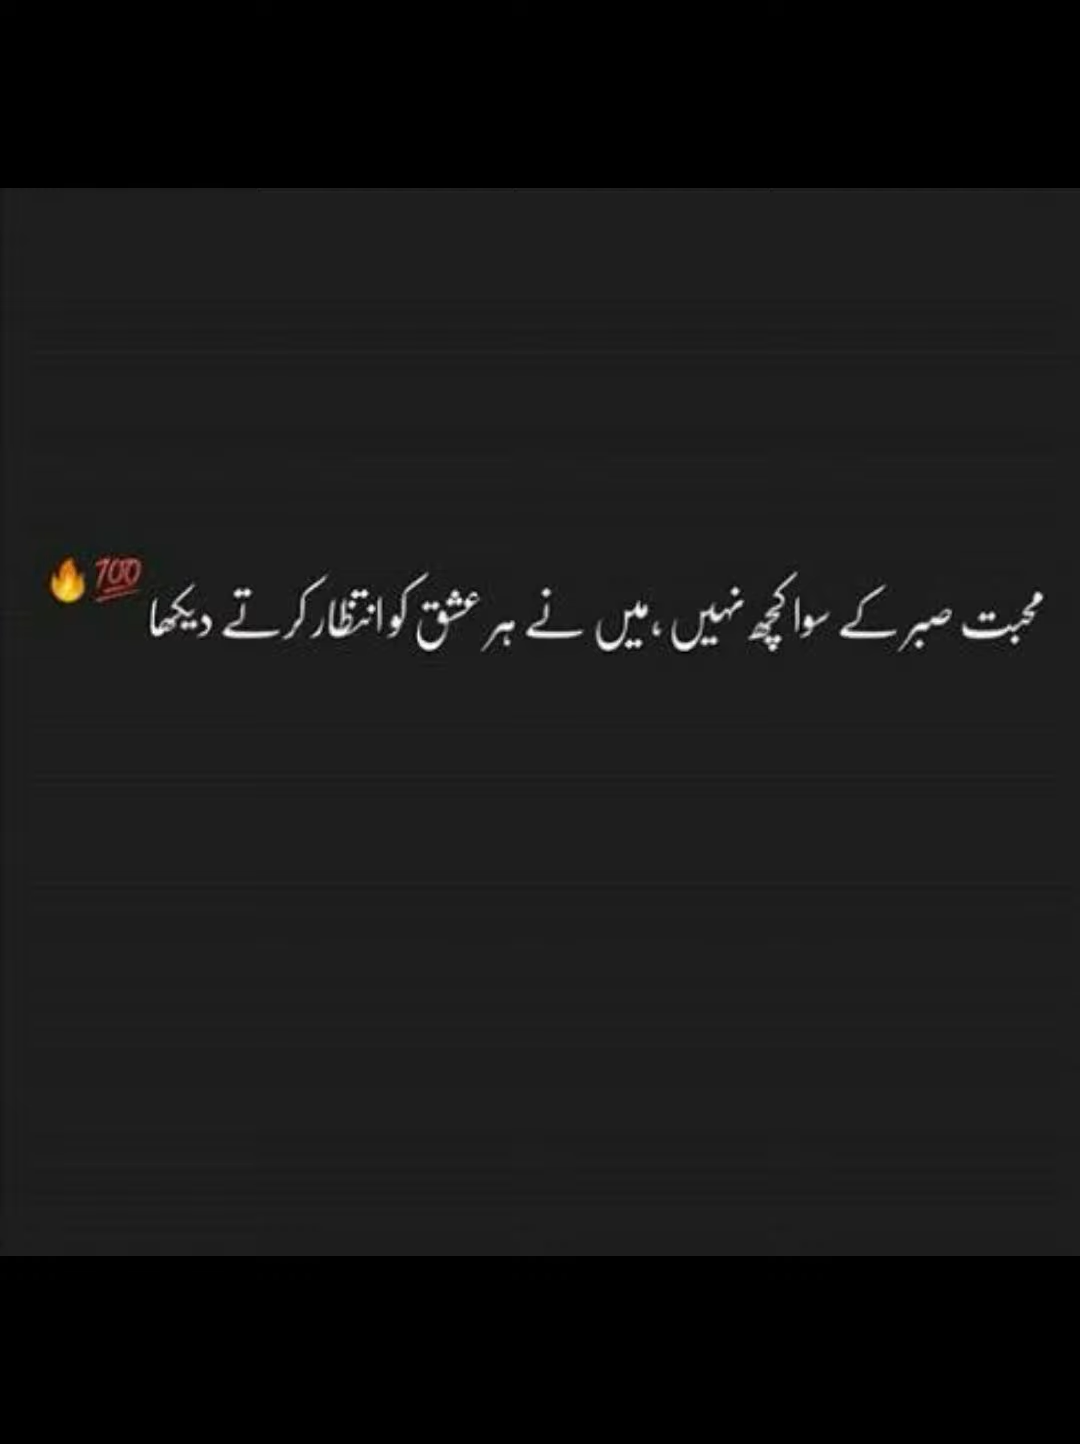 محبت صبر کے سوا کچھ نہیں ،میں نے ہر عشق کو انتظار کرتے دیکھا 💯🔥